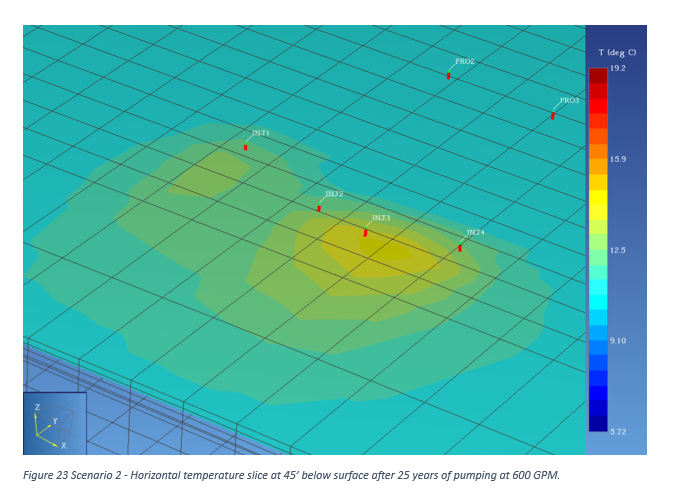 T (deg C)
19.2
PRO2
PRO3
INJ1
15.9
INJ2
INJ3
INJ4
12.5
9.10
5.72
Z
Y
X
Figure 23 Scenario 2 - Horizontal temperature slice at 45' below surface after 25 years of pumping at 600 GPM.